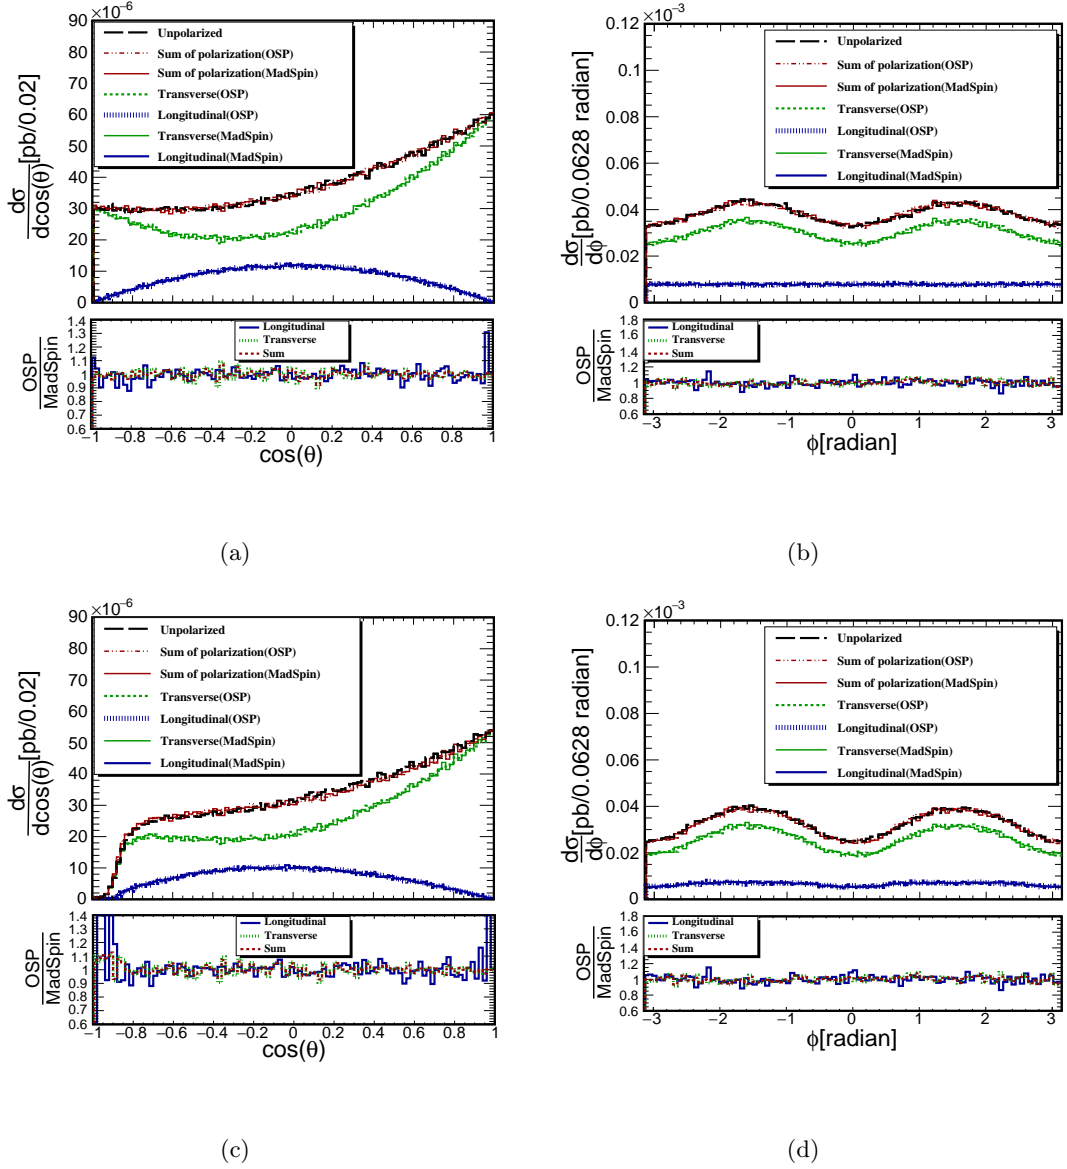 ×10⁻⁶
90
80
70
60
50
40
30
20
10
0
dσ/dcos(θ)[pb/0.02]
Unpolarized
Sum of polarization(OSP)
Sum of polarization(MadSpin)
Transverse(OSP)
Longitudinal(OSP)
Transverse(MadSpin)
Longitudinal(MadSpin)
1.4
1.3
1.2
1.1
1.0
0.9
0.8
0.7
0.6
OSP/MadSpin
Longitudinal
Transverse
Sum
−1 −0.8 −0.6 −0.4 −0.2 0 0.2 0.4 0.6 0.8 1
cos(θ)
(a)
×10⁻³
0.12
0.1
0.08
0.06
0.04
0.02
0
dσ/dϕ[pb/0.0628 radian]
Unpolarized
Sum of polarization(OSP)
Sum of polarization(MadSpin)
Transverse(OSP)
Longitudinal(OSP)
Transverse(MadSpin)
Longitudinal(MadSpin)
1.8
1.6
1.4
1.2
1
0.8
0.6
OSP/MadSpin
Longitudinal
Transverse
Sum
−3 −2 −1 0 1 2 3
ϕ[radian]
(b)
×10⁻⁶
90
80
70
60
50
40
30
20
10
0
dσ/dcos(θ)[pb/0.02]
Unpolarized
Sum of polarization(OSP)
Sum of polarization(MadSpin)
Transverse(OSP)
Longitudinal(OSP)
Transverse(MadSpin)
Longitudinal(MadSpin)
1.4
1.3
1.2
1.1
1.0
0.9
0.8
0.7
0.6
OSP/MadSpin
Longitudinal
Transverse
Sum
−1 −0.8 −0.6 −0.4 −0.2 0 0.2 0.4 0.6 0.8 1
cos(θ)
(c)
×10⁻³
0.12
0.1
0.08
0.06
0.04
0.02
0
dσ/dϕ[pb/0.0628 radian]
Unpolarized
Sum of polarization(OSP)
Sum of polarization(MadSpin)
Transverse(OSP)
Longitudinal(OSP)
Transverse(MadSpin)
Longitudinal(MadSpin)
1.8
1.6
1.4
1.2
1
0.8
0.6
OSP/MadSpin
Longitudinal
Transverse
Sum
−3 −2 −1 0 1 2 3
ϕ[radian]
(d)